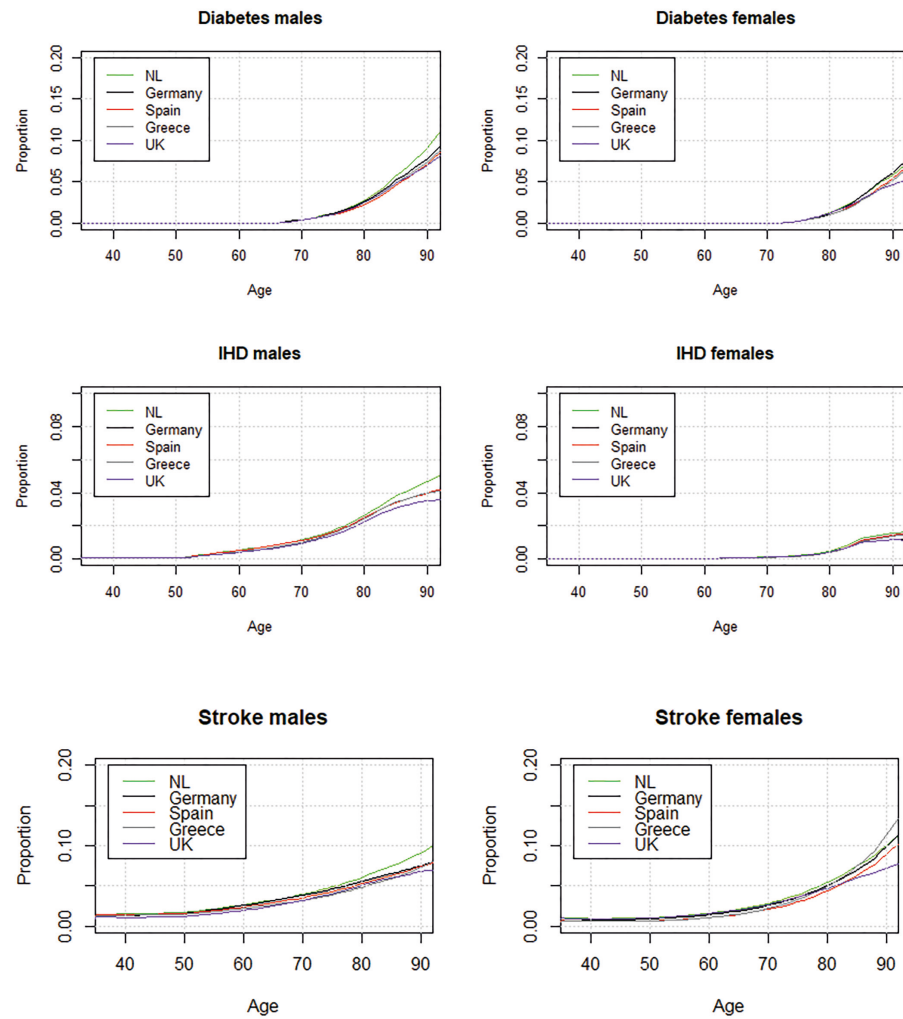 Diabetes males
Proportion
0.00 0.05 0.10 0.15 0.20
NL
Germany
Spain
Greece
UK
40 50 60 70 80 90
Age
Diabetes females
Proportion
0.00 0.05 0.10 0.15 0.20
NL
Germany
Spain
Greece
UK
40 50 60 70 80 90
Age
IHD males
Proportion
0.00 0.04 0.08
NL
Germany
Spain
Greece
UK
40 50 60 70 80 90
Age
IHD females
Proportion
0.00 0.04 0.08
NL
Germany
Spain
Greece
UK
40 50 60 70 80 90
Age
Stroke males
Proportion
0.00 0.10 0.20
NL
Germany
Spain
Greece
UK
40 50 60 70 80 90
Age
Stroke females
Proportion
0.00 0.10 0.20
NL
Germany
Spain
Greece
UK
40 50 60 70 80 90
Age